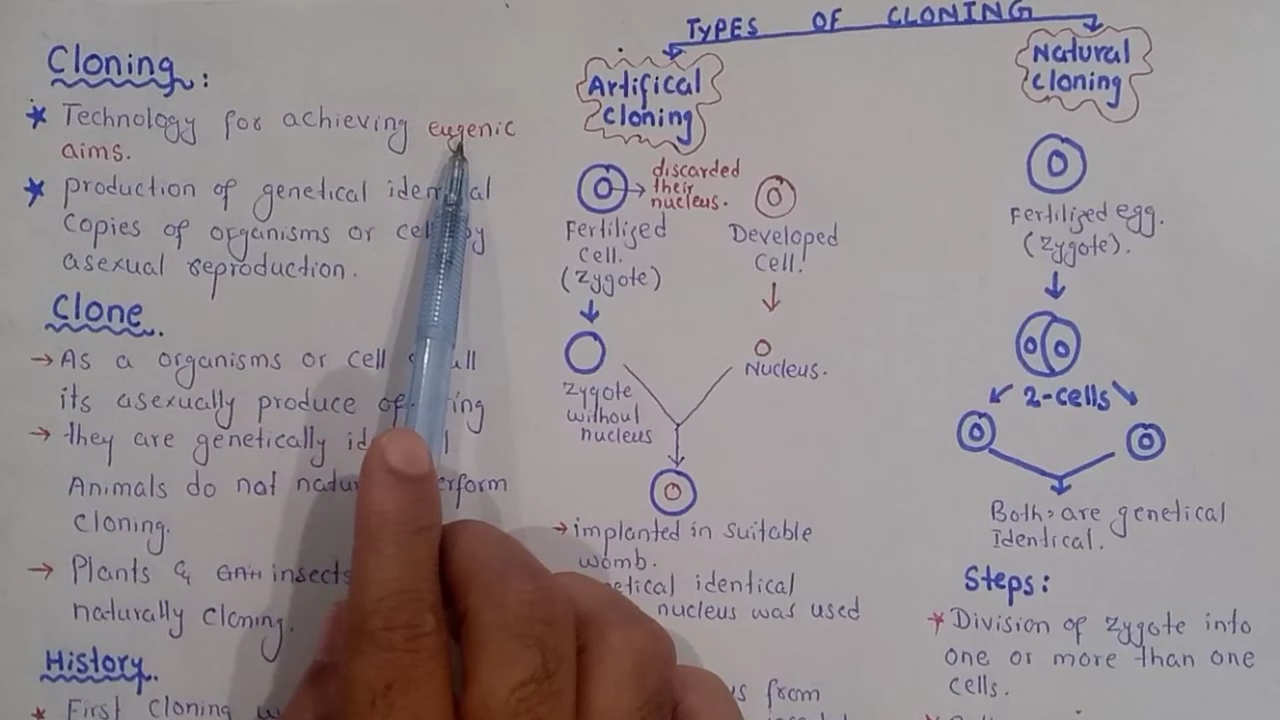 Cloning:
Technology for achieving eugenic
aims.
production of genetical
Copies of organisms or
asexual reproduction.
Clone.
As a organisms or cell
its asexually produce
they are genetically
Animals do not
cloning.
Plants & insects
naturally cloning.
History.
First cloning
TYPES OF CLONING
Artifical
cloning
discarded
their
nucleus.
Fertilized
cell.
(Zygote)
Developed
cell.
Zygote
without
nucleus
Nucleus.
implanted in suitable
womb.
identical
nucleus was used
from
Natural
cloning
Fertilized egg.
(Zygote).
2-cells
Both, are genetical
Identical.
Steps:
Division of zygote into
one or more than one
cells.